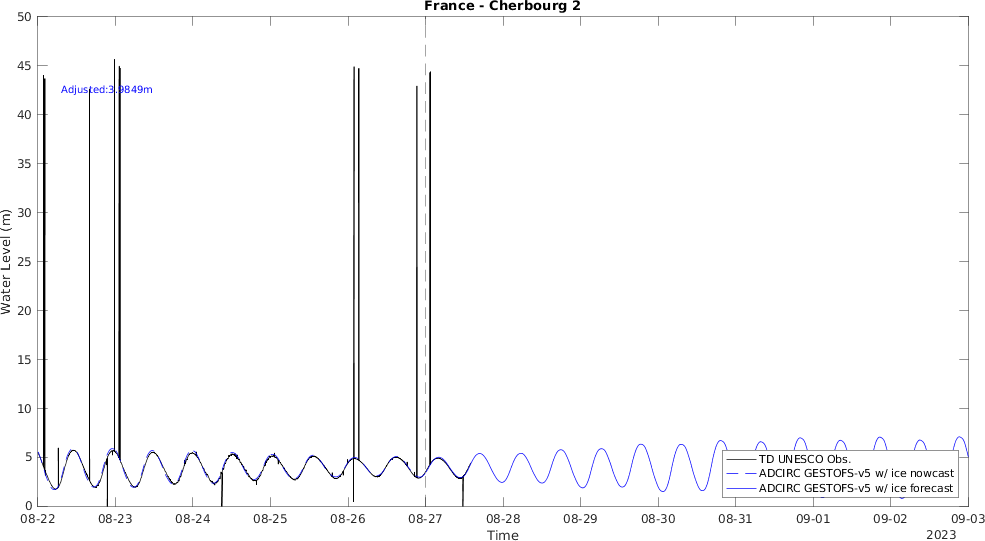 France - Cherbourg 2
50
45
40
35
30
25
20
15
10
5
0
Water Level (m)
Adjusted:3.9849m
TD UNESCO Obs.
ADCIRC GESTOFS-v5 w/ ice nowcast
ADCIRC GESTOFS-v5 w/ ice forecast
08-22 08-23 08-24 08-25 08-26 08-27 08-28 08-29 08-30 08-31 09-01 09-02 09-03
Time
2023